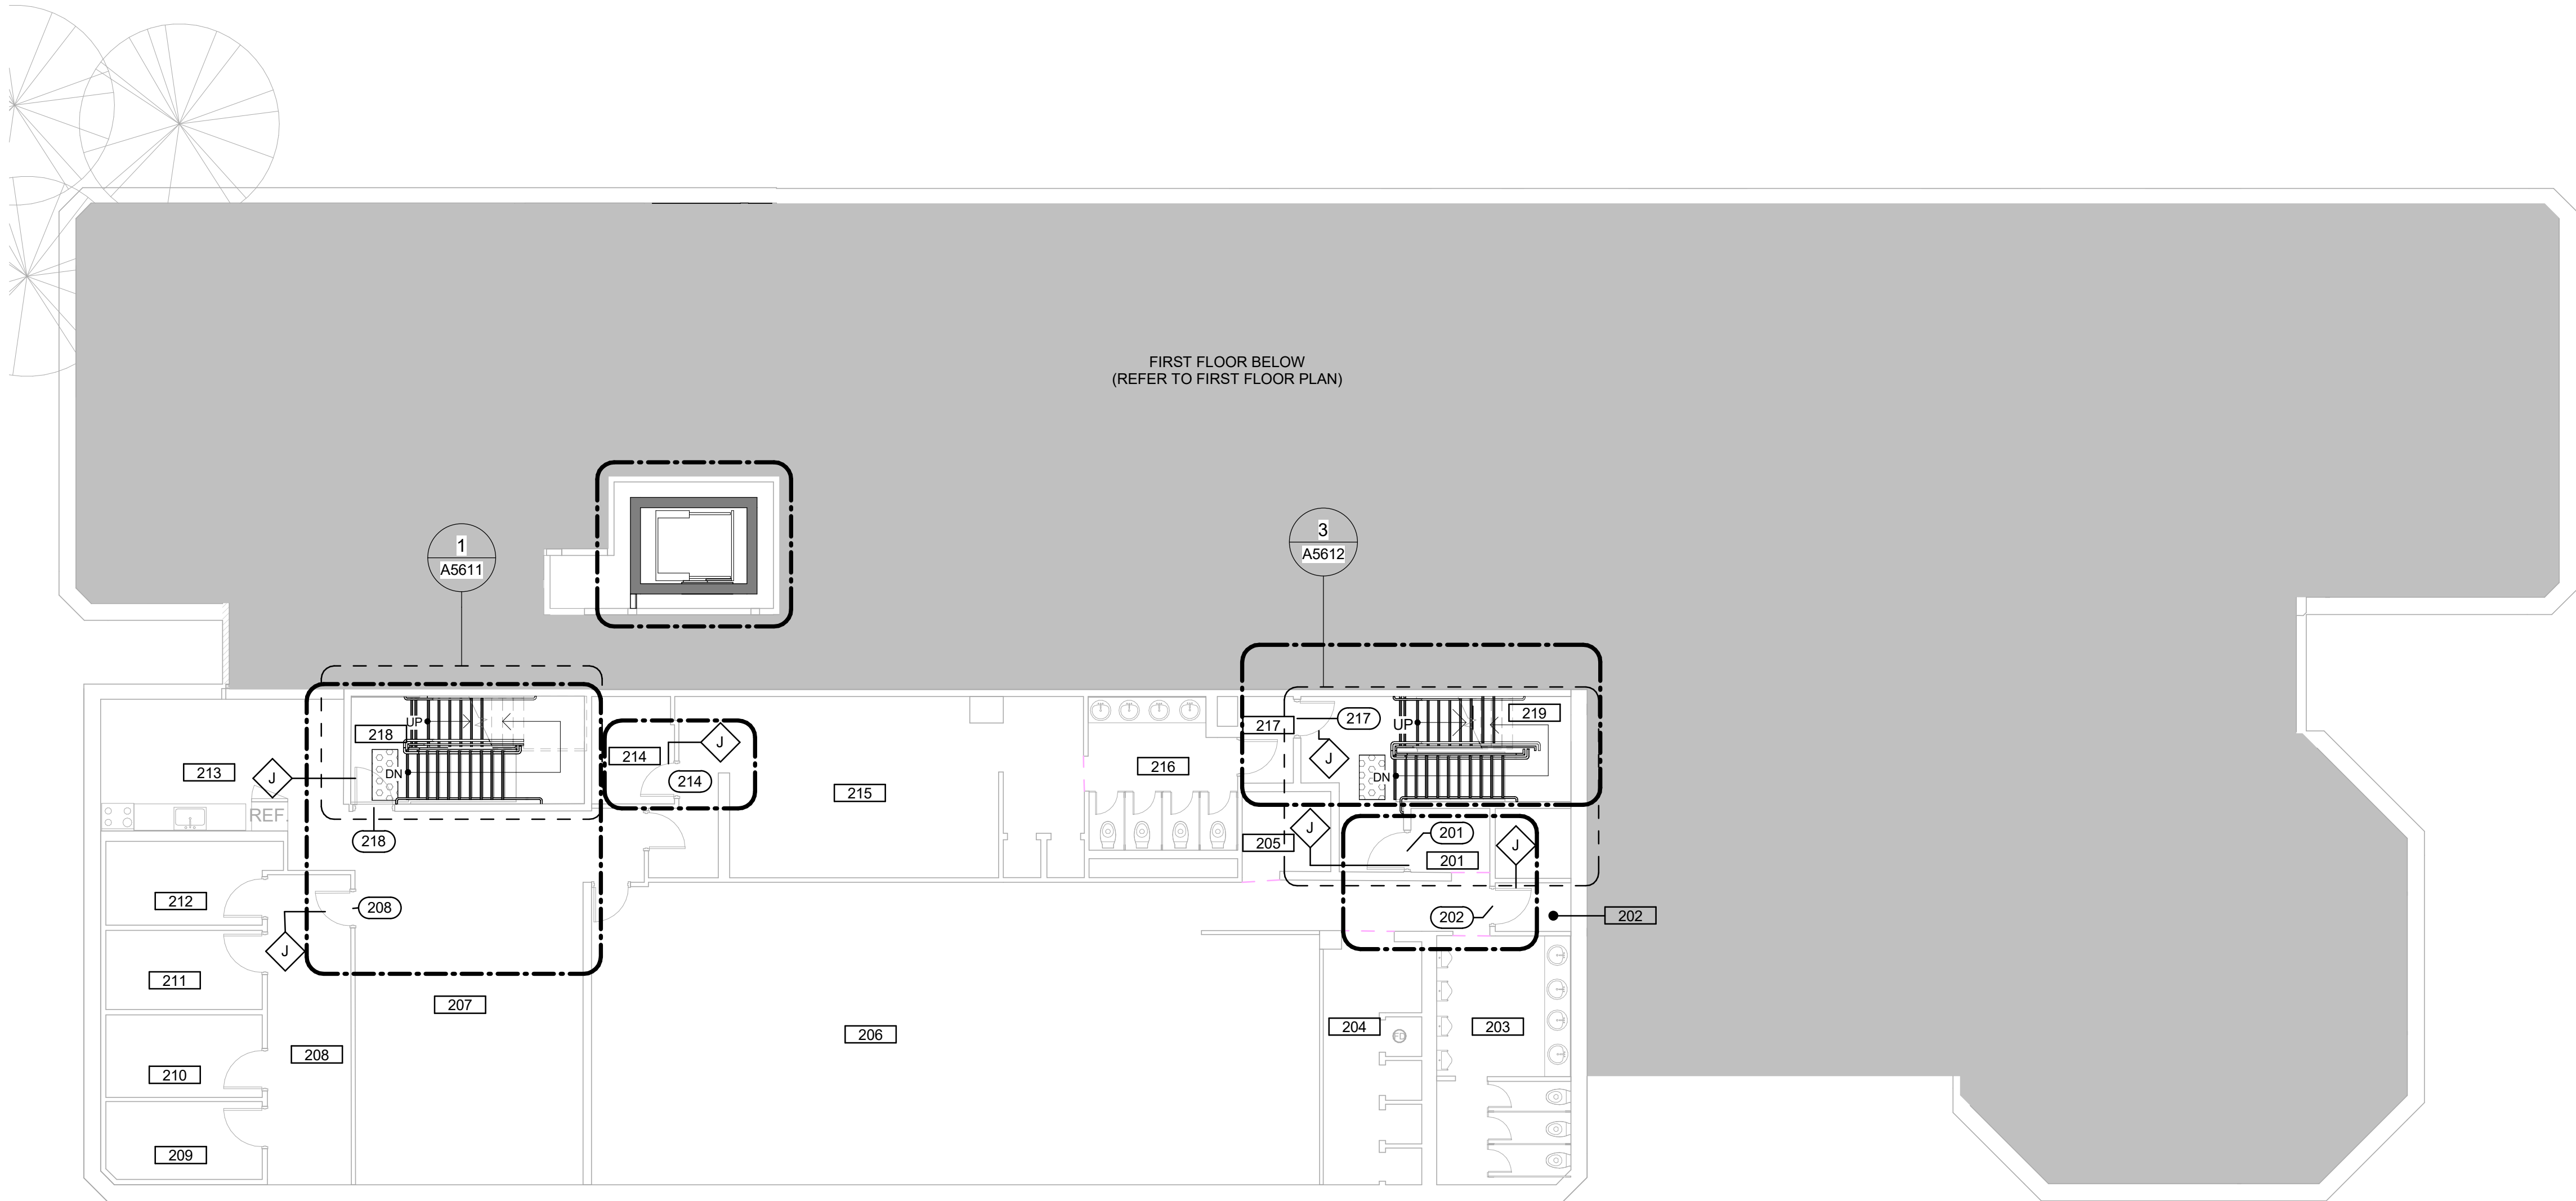 FIRST FLOOR BELOW
(REFER TO FIRST FLOOR PLAN)
1
A5611
3
A5612
UP
218
DN
213
J
REF.
218
214
J
214
215
216
217
217
J
UP
219
DN
205
J
201
201
J
202
202
212
208
J
211
207
210
208
209
206
204
FD
203